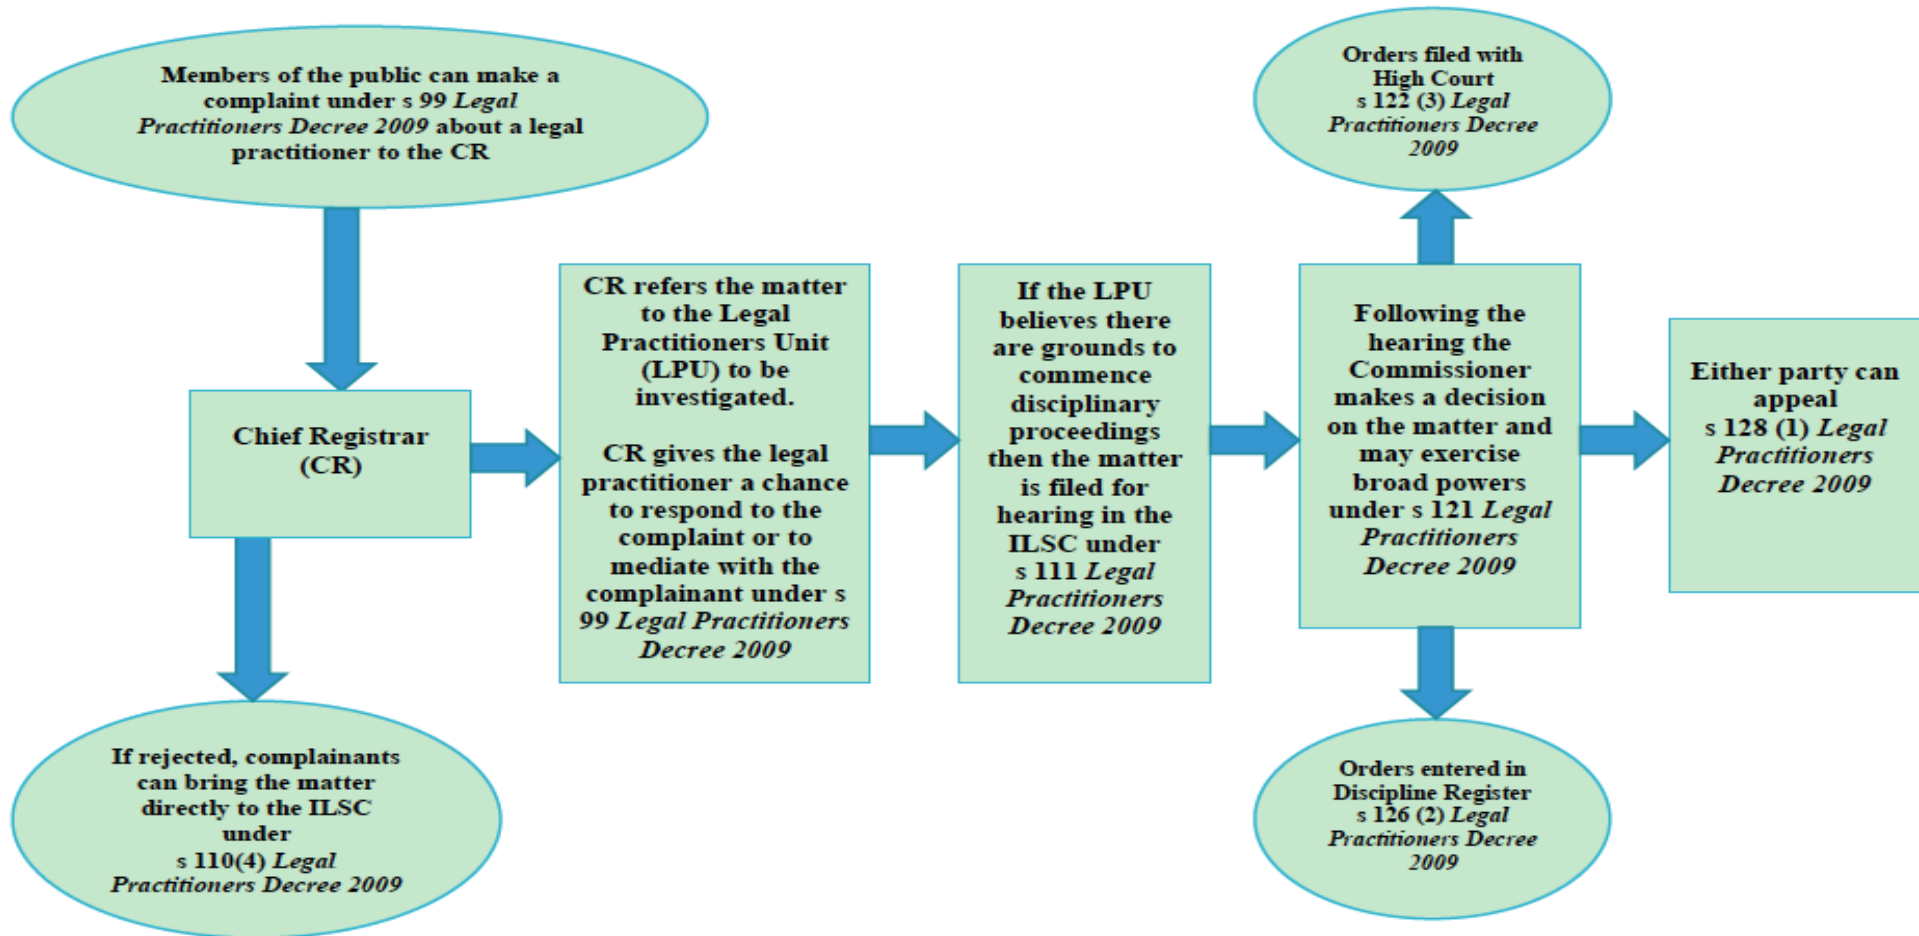 Members of the public can make a
complaint under s 99 Legal
Practitioners Decree 2009 about a legal
practitioner to the CR
Chief Registrar
(CR)
If rejected, complainants
can bring the matter
directly to the ILSC
under
s 110(4) Legal
Practitioners Decree 2009
CR refers the matter
to the Legal
Practitioners Unit
(LPU) to be
investigated.
CR gives the legal
practitioner a chance
to respond to the
complaint or to
mediate with the
complainant under s
99 Legal Practitioners
Decree 2009
If the LPU
believes there
are grounds to
commence
disciplinary
proceedings
then the matter
is filed for
hearing in the
ILSC under
s 111 Legal
Practitioners
Decree 2009
Orders filed with
High Court
s 122 (3) Legal
Practitioners Decree
2009
Following the
hearing the
Commissioner
makes a decision
on the matter and
may exercise
broad powers
under s 121 Legal
Practitioners
Decree 2009
Orders entered in
Discipline Register
s 126 (2) Legal
Practitioners Decree
2009
Either party can
appeal
s 128 (1) Legal
Practitioners
Decree 2009